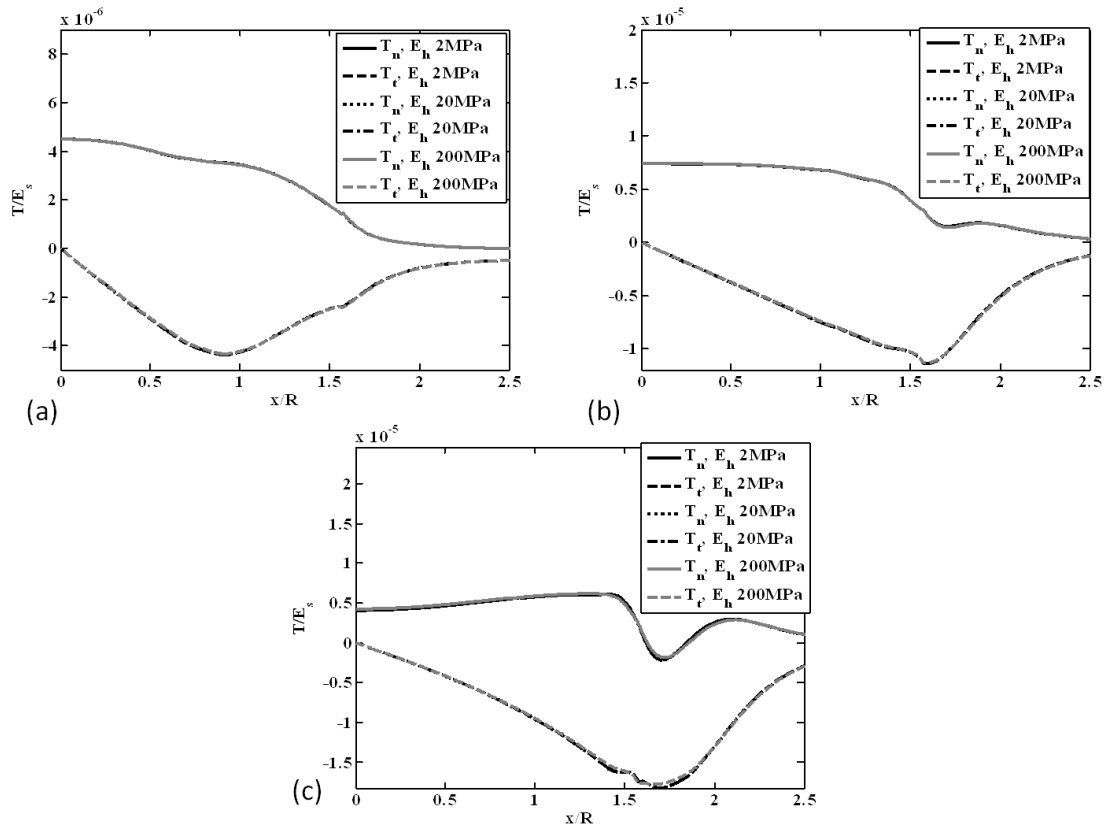 x 10^-6
8
6
4
2
0
-2
-4
T/E_s
0 0.5 1 1.5 2 2.5
x/R
T_n, E_h 2MPa
T_t, E_h 2MPa
T_n, E_h 20MPa
T_t, E_h 20MPa
T_n, E_h 200MPa
T_t, E_h 200MPa
(a)
x 10^-5
2
1.5
1
0.5
0
-0.5
-1
T/E_s
0 0.5 1 1.5 2 2.5
x/R
T_n, E_h 2MPa
T_t, E_h 2MPa
T_n, E_h 20MPa
T_t, E_h 20MPa
T_n, E_h 200MPa
T_t, E_h 200MPa
(b)
x 10^-5
2
1.5
1
0.5
0
-0.5
-1
-1.5
T/E_s
0 0.5 1 1.5 2 2.5
x/R
T_n, E_h 2MPa
T_t, E_h 2MPa
T_n, E_h 20MPa
T_t, E_h 20MPa
T_n, E_h 200MPa
T_t, E_h 200MPa
(c)